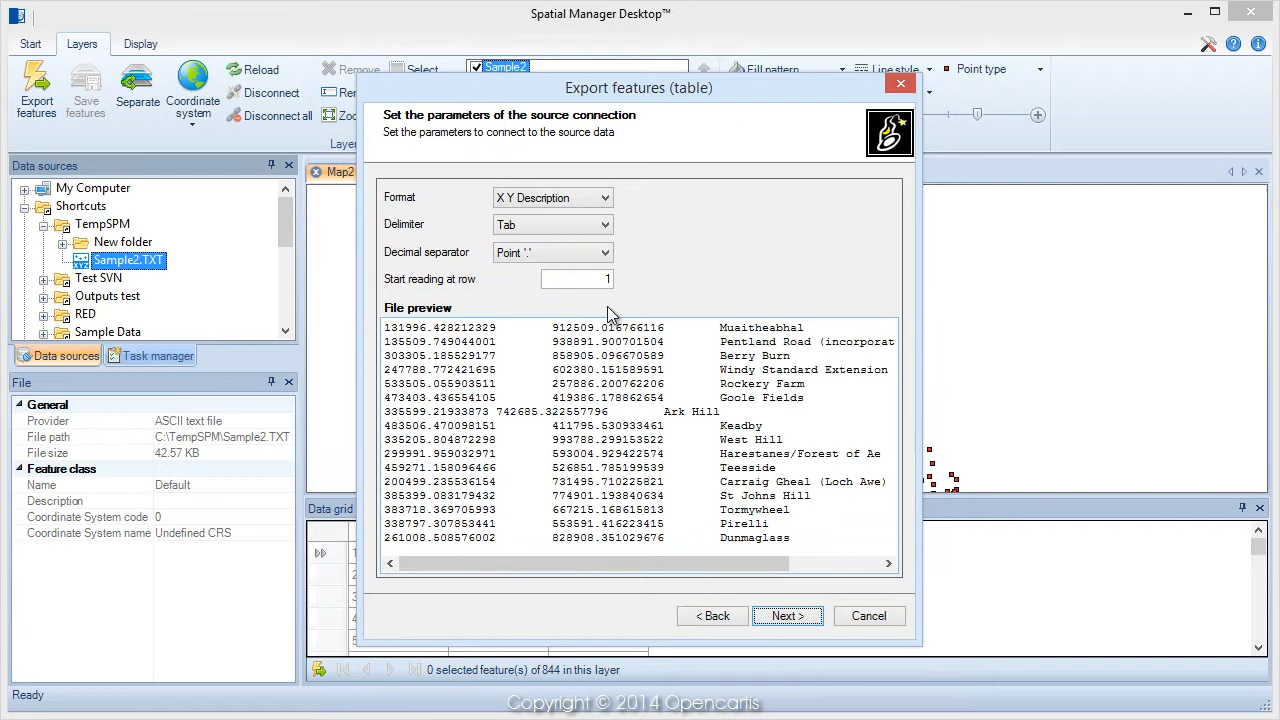 Spatial Manager Desktop™
Start
Layers
Display
Export features
Save features
Separate
Coordinate system
Reload
Disconnect
Disconnect all
Remove
Select
Sample2
Fill pattern
Line style
Point type
Data sources
My Computer
Shortcuts
TempSPM
New folder
Sample2.TXT
Test SVN
Outputs test
RED
Sample Data
Data sources
Task manager
File
General
Provider ASCII text file
File path C:\TempSPM\Sample2.TXT
File size 42.57 KB
Feature class
Name Default
Description
Coordinate System code 0
Coordinate System name Undefined CRS
Map2
Export features (table)
Set the parameters of the source connection
Set the parameters to connect to the source data
Format X Y Description
Delimiter Tab
Decimal separator Point '.'
Start reading at row 1
File preview
131996.428212329 912509.016766116 Muaitheabhal
135509.749044001 938891.900701504 Pentland Road (incorporat
303305.185529177 858905.096670589 Berry Burn
247788.772421695 602380.151589591 Windy Standard Extension
533505.055903511 257886.200762206 Rockery Farm
473403.436554105 419386.178862654 Goole Fields
335599.21933873 742685.322557796 Ark Hill
483506.470098151 411795.530933461 Keadby
335205.804872298 993788.299153522 West Hill
299991.959032971 593004.929422574 Harestanes/Forest of Ae
459271.158096466 526851.785199539 Teesside
200499.235536154 731495.710225821 Carraig Gheal (Loch Awe)
385399.083179432 774901.193840634 St Johns Hill
383718.369705993 667215.168615813 Tormywheel
338797.307853441 553591.416223415 Pirelli
261008.508576002 828908.351029676 Dunmaglass
< Back
Next >
Cancel
Data grid
0 selected feature(s) of 844 in this layer
Ready
Copyright © 2014 Opencartis